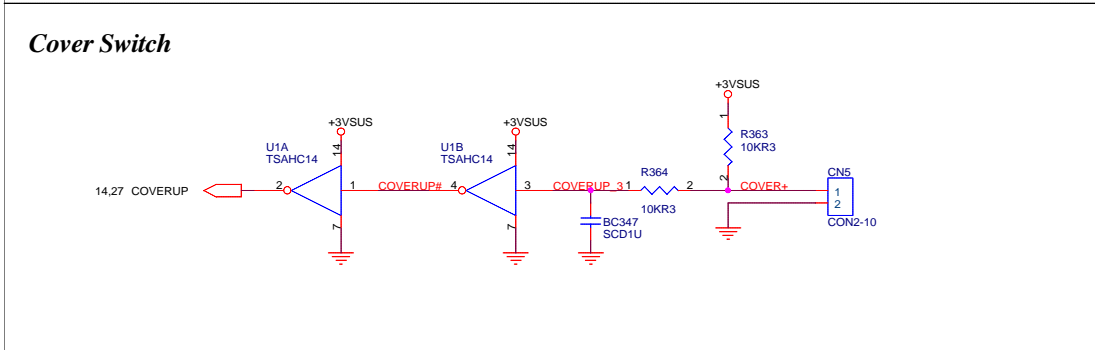 Cover Switch
+3VSUS
+3VSUS
+3VSUS
1
R363
10KR3
2
U1A
TSAHC14
14
U1B
TSAHC14
14
R364
CN5
14,27 COVERUP
2
1
COVERUP#
4
3
COVERUP_3
1
2
COVER+
1
2
10KR3
CON2-10
7
7
BC347
SCD1U